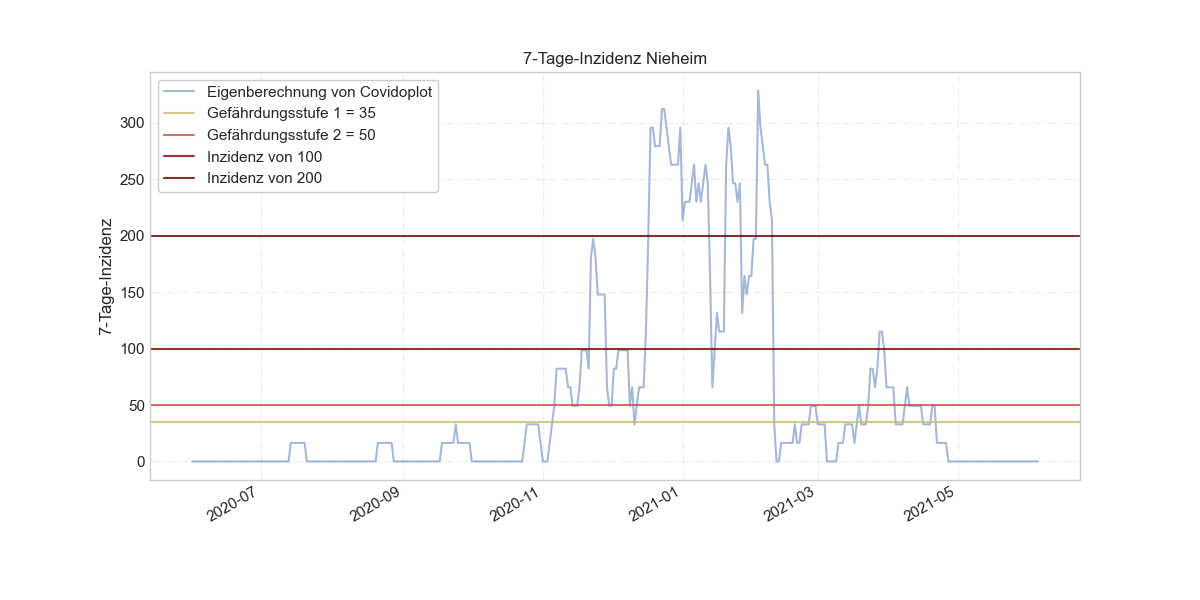 7-Tage-Inzidenz Nieheim
Eigenberechnung von Covidoplot
Gefährdungsstufe 1 = 35
Gefährdungsstufe 2 = 50
Inzidenz von 100
Inzidenz von 200
7-Tage-Inzidenz
300
250
200
150
100
50
0
2020-07
2020-09
2020-11
2021-01
2021-03
2021-05